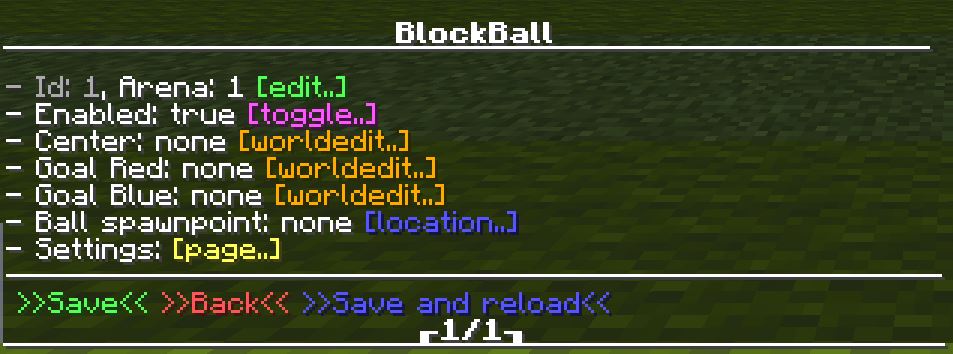 BlockBall
- Id: 1, Arena: 1 [edit..]
- Enabled: true [toggle..]
- Center: none [worldedit..]
- Goal Red: none [worldedit..]
- Goal Blue: none [worldedit..]
- Ball spawnpoint: none [location..]
- Settings: [page..]
>>Save<< >>Back<< >>Save and reload<<
┏1/1┓